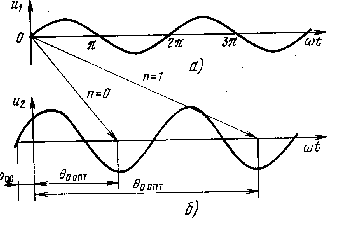 u₁
0
π
2π
3π
ωt
а)
n=1
n=0
u₂
ωt
θ₀ опт
θ₀ опт
б)